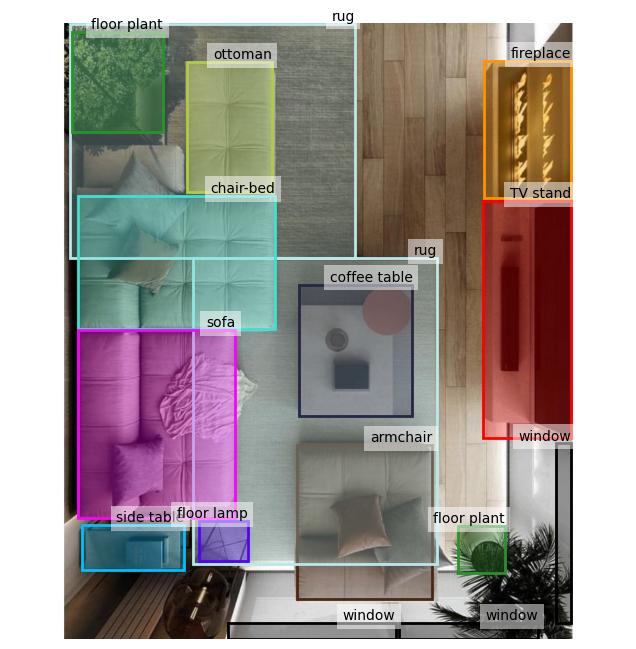 rug
floor plant
ottoman
fireplace
chair-bed
TV stand
rug
coffee table
sofa
armchair
window
side table
floor lamp
floor plant
window
window